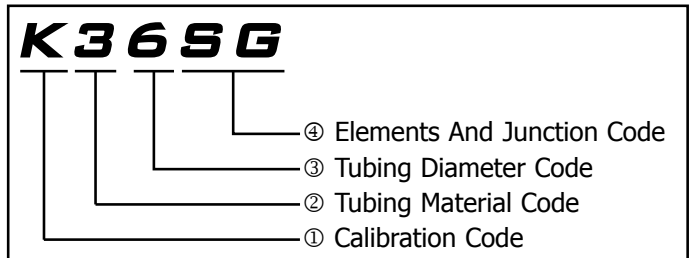 K36SG
④ Elements And Junction Code
③ Tubing Diameter Code
② Tubing Material Code
① Calibration Code